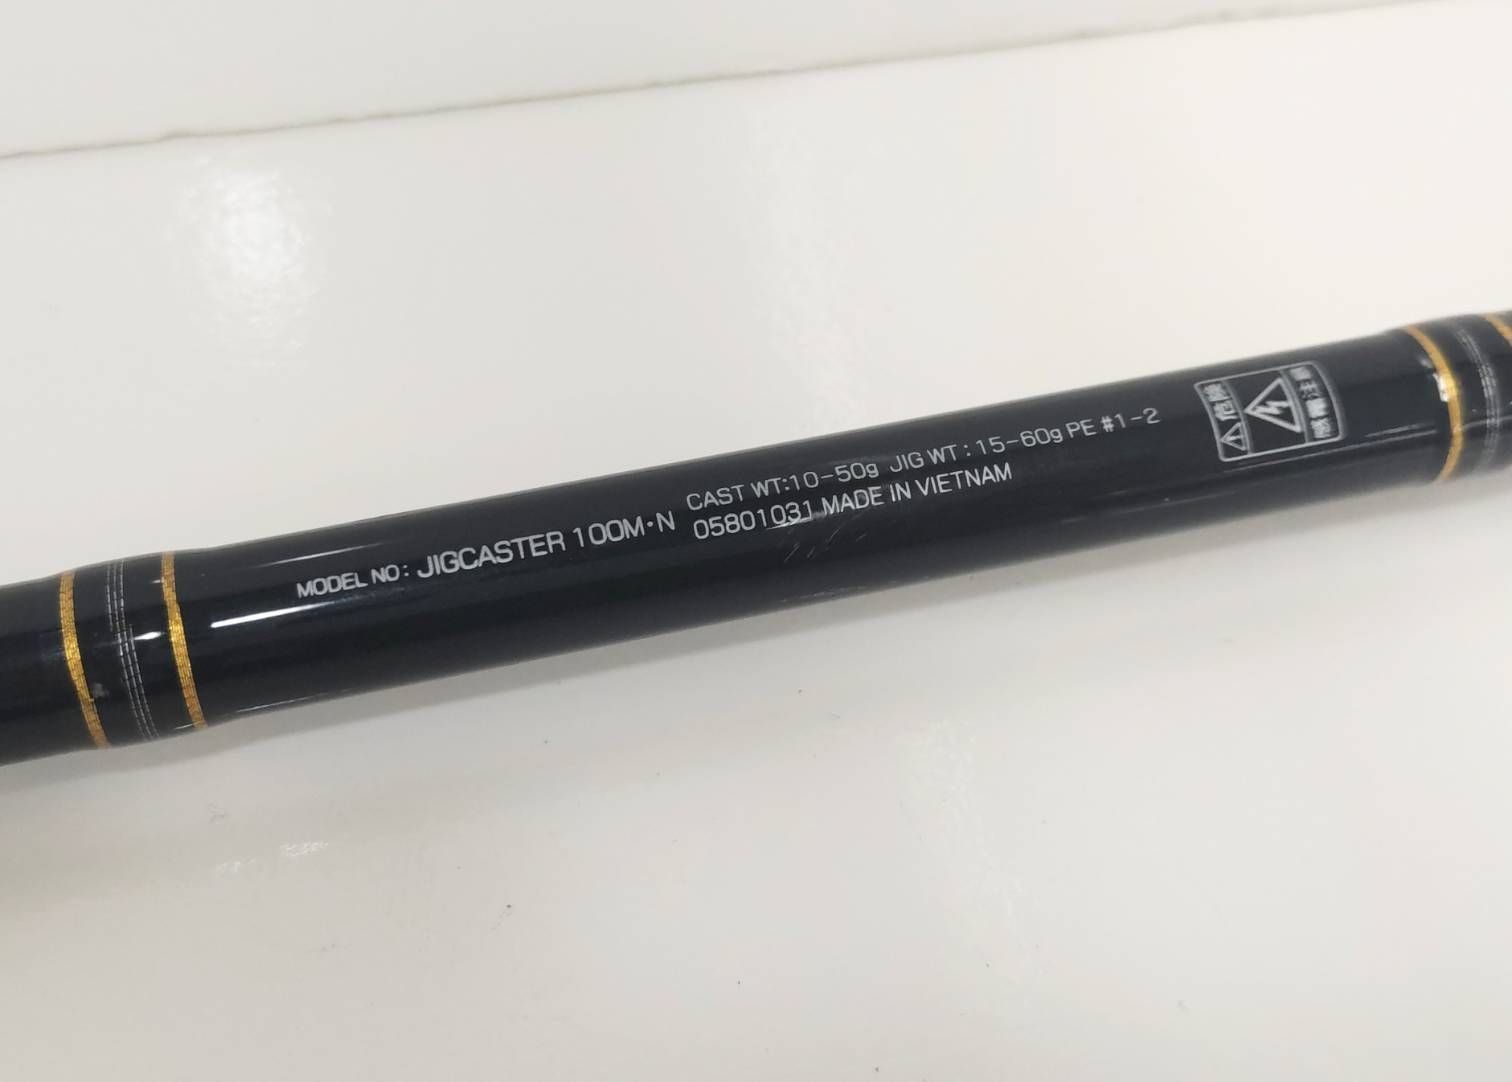 MODEL NO: JIGCASTER 100M·N
CAST WT:10-50g JIG WT:15-60g PE #1-2
05801031 MADE IN VIETNAM
危険
感電注意